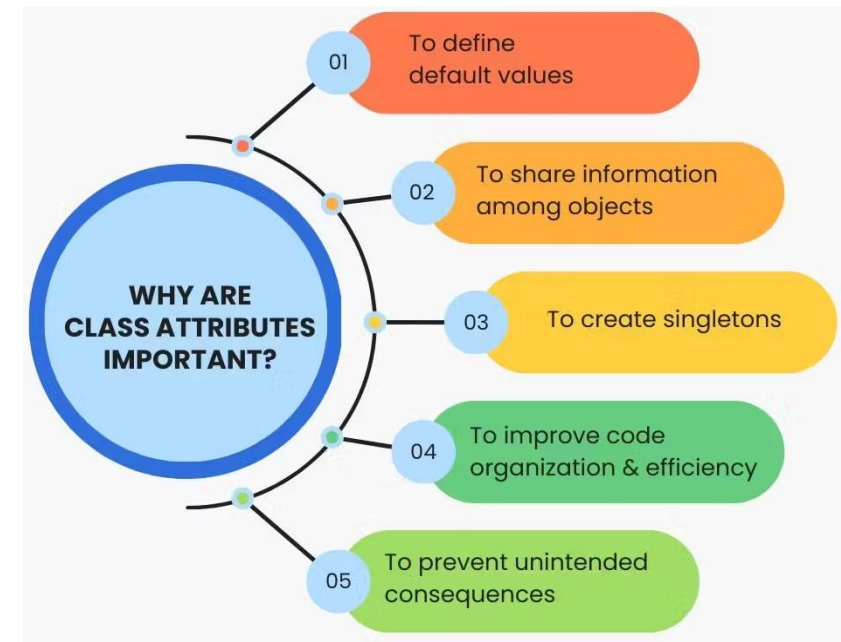 01
To define
default values
02
To share information
among objects
WHY ARE
CLASS ATTRIBUTES
IMPORTANT?
03
To create singletons
04
To improve code
organization & efficiency
05
To prevent unintended
consequences